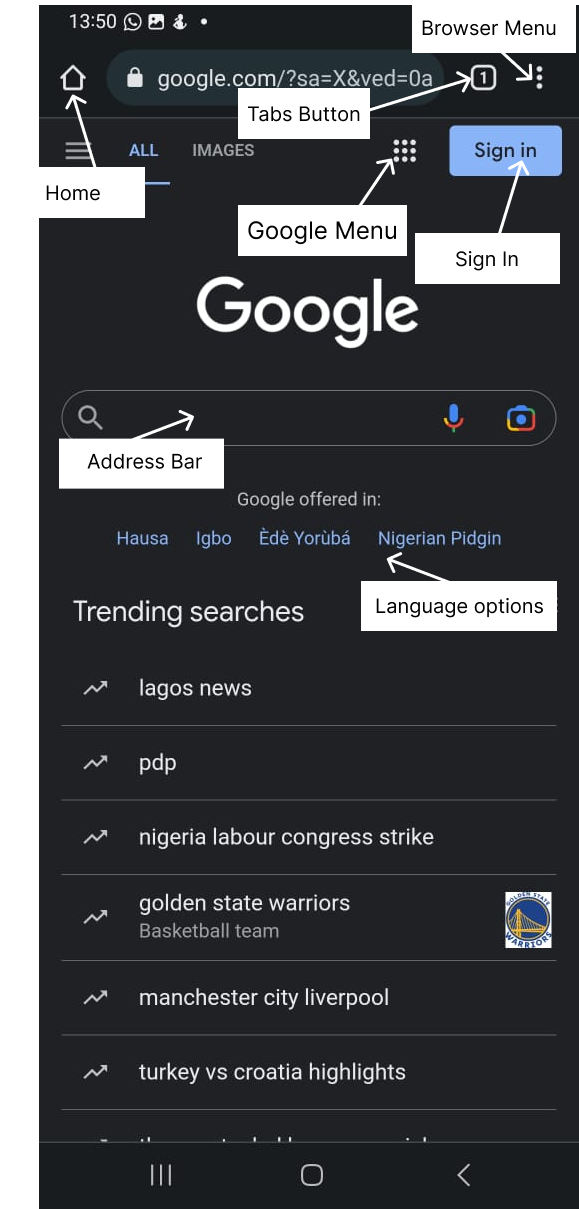 13:50
Browser Menu
google.com/?sa=X&ved=0a
1
Tabs Button
ALL IMAGES
Sign in
Home
Google Menu
Sign In
Google
Address Bar
Google offered in:
Hausa Igbo Èdè Yorùbá Nigerian Pidgin
Language options
Trending searches
lagos news
pdp
nigeria labour congress strike
golden state warriors
Basketball team
GOLDEN STATE
WARRIORS
manchester city liverpool
turkey vs croatia highlights